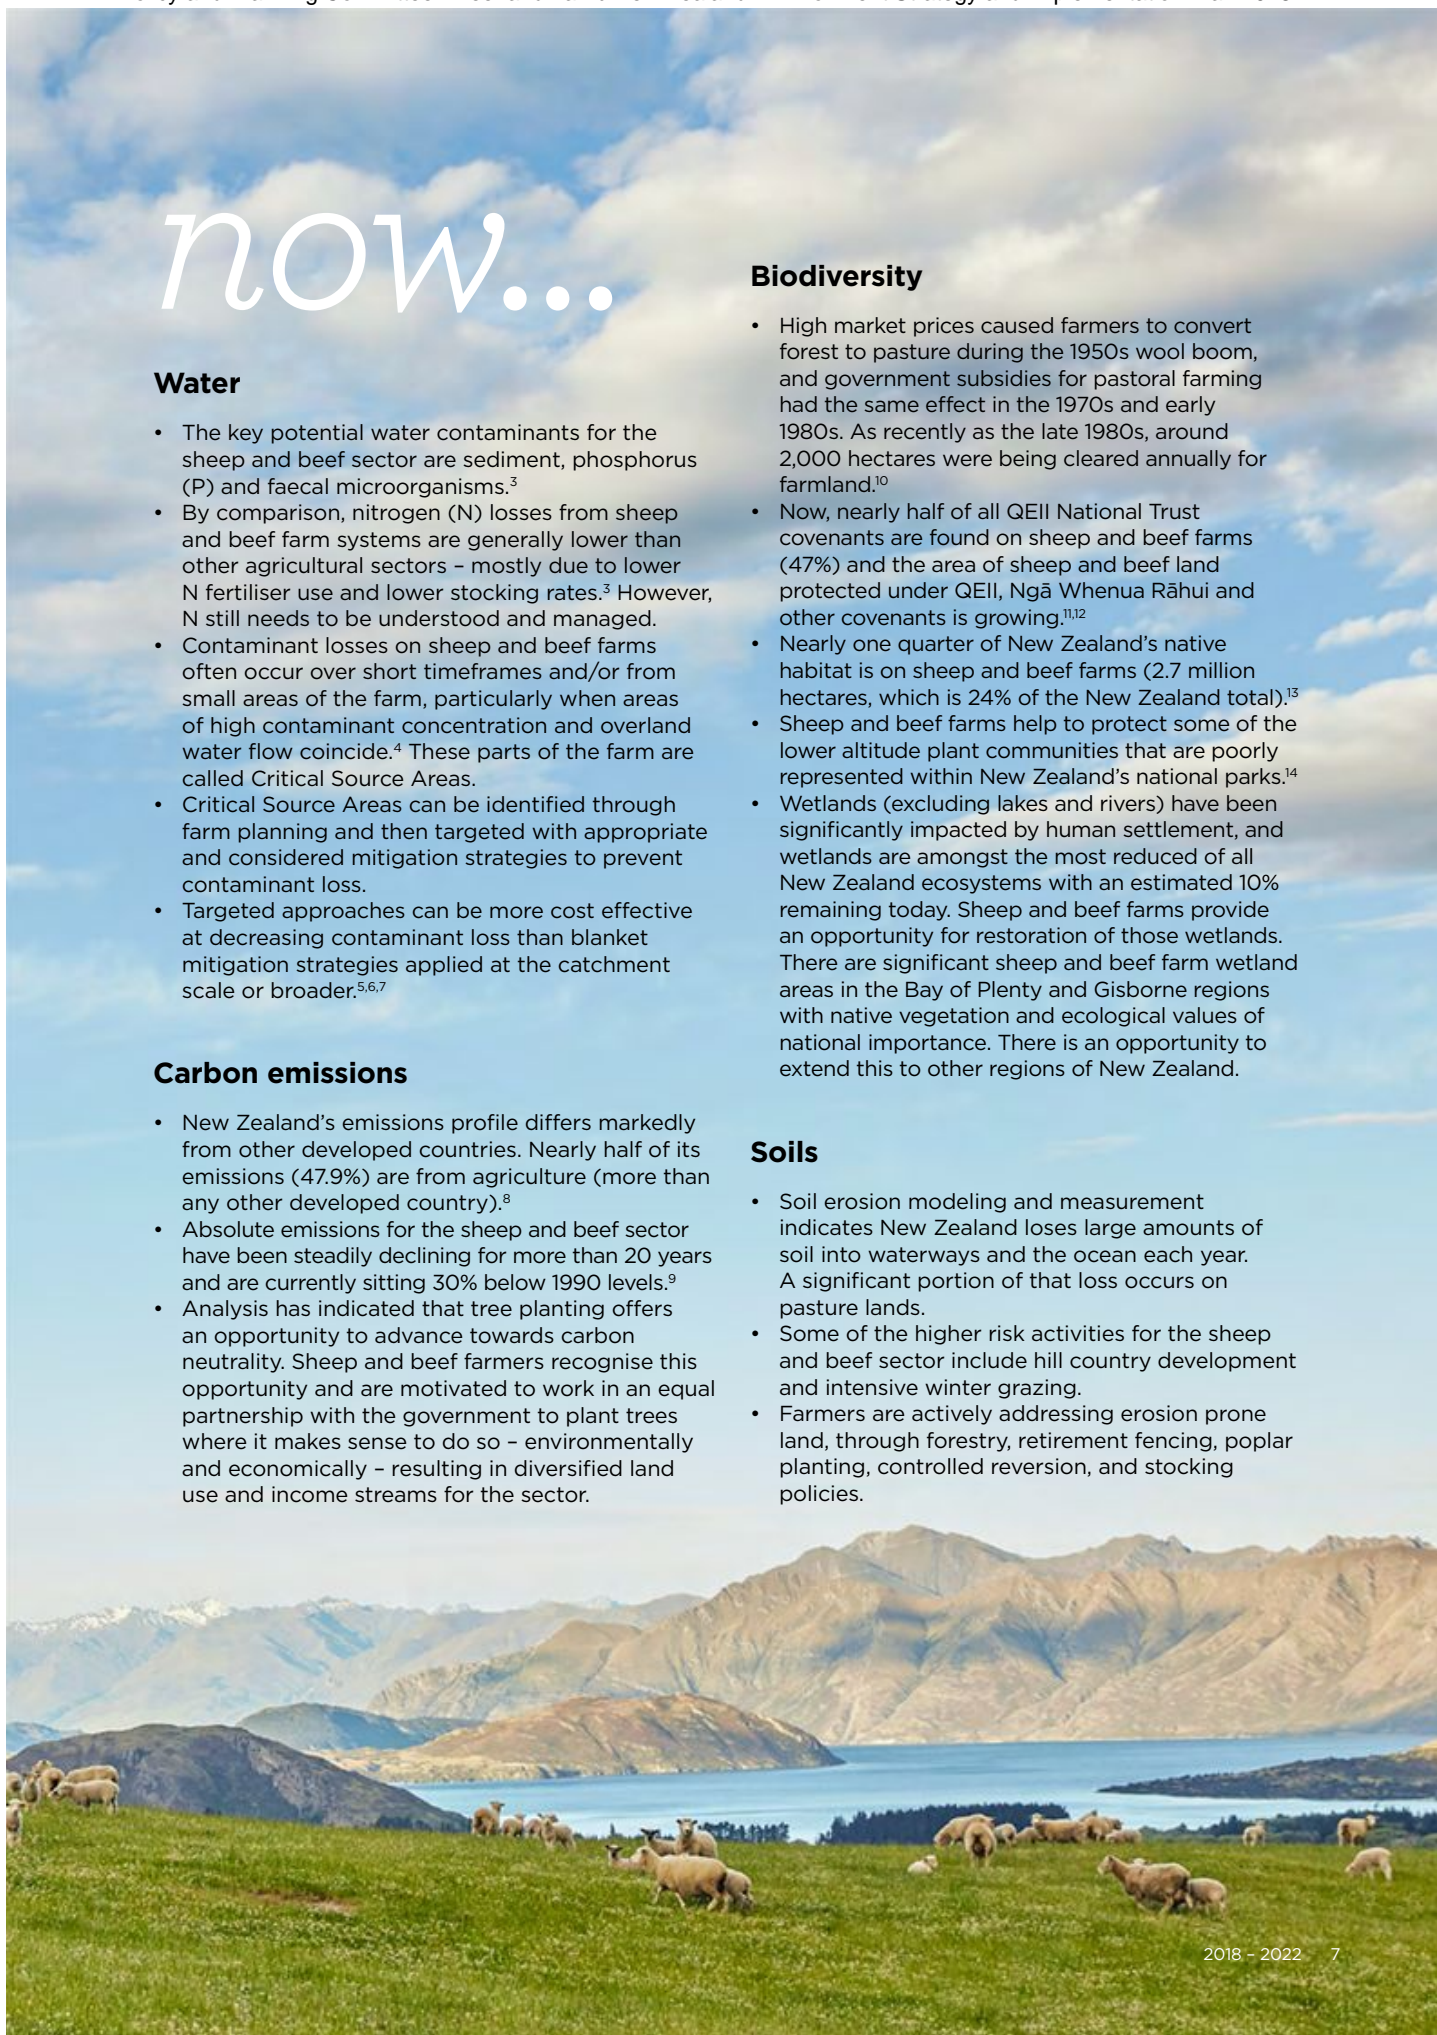 now...
Water
• The key potential water contaminants for the
sheep and beef sector are sediment, phosphorus
(P) and faecal microorganisms.³
• By comparison, nitrogen (N) losses from sheep
and beef farm systems are generally lower than
other agricultural sectors – mostly due to lower
N fertiliser use and lower stocking rates.³ However,
N still needs to be understood and managed.
• Contaminant losses on sheep and beef farms
often occur over short timeframes and/or from
small areas of the farm, particularly when areas
of high contaminant concentration and overland
water flow coincide.⁴ These parts of the farm are
called Critical Source Areas.
• Critical Source Areas can be identified through
farm planning and then targeted with appropriate
and considered mitigation strategies to prevent
contaminant loss.
• Targeted approaches can be more cost effective
at decreasing contaminant loss than blanket
mitigation strategies applied at the catchment
scale or broader.⁵,⁶,⁷
Carbon emissions
• New Zealand’s emissions profile differs markedly
from other developed countries. Nearly half of its
emissions (47.9%) are from agriculture (more than
any other developed country).⁸
• Absolute emissions for the sheep and beef sector
have been steadily declining for more than 20 years
and are currently sitting 30% below 1990 levels.⁹
• Analysis has indicated that tree planting offers
an opportunity to advance towards carbon
neutrality. Sheep and beef farmers recognise this
opportunity and are motivated to work in an equal
partnership with the government to plant trees
where it makes sense to do so – environmentally
and economically – resulting in diversified land
use and income streams for the sector.
Biodiversity
• High market prices caused farmers to convert
forest to pasture during the 1950s wool boom,
and government subsidies for pastoral farming
had the same effect in the 1970s and early
1980s. As recently as the late 1980s, around
2,000 hectares were being cleared annually for
farmland.¹⁰
• Now, nearly half of all QEII National Trust
covenants are found on sheep and beef farms
(47%) and the area of sheep and beef land
protected under QEII, Ngā Whenua Rāhui and
other covenants is growing.¹¹,¹²
• Nearly one quarter of New Zealand’s native
habitat is on sheep and beef farms (2.7 million
hectares, which is 24% of the New Zealand total).¹³
• Sheep and beef farms help to protect some of the
lower altitude plant communities that are poorly
represented within New Zealand’s national parks.¹⁴
• Wetlands (excluding lakes and rivers) have been
significantly impacted by human settlement, and
wetlands are amongst the most reduced of all
New Zealand ecosystems with an estimated 10%
remaining today. Sheep and beef farms provide
an opportunity for restoration of those wetlands.
There are significant sheep and beef farm wetland
areas in the Bay of Plenty and Gisborne regions
with native vegetation and ecological values of
national importance. There is an opportunity to
extend this to other regions of New Zealand.
Soils
• Soil erosion modeling and measurement
indicates New Zealand loses large amounts of
soil into waterways and the ocean each year.
A significant portion of that loss occurs on
pasture lands.
• Some of the higher risk activities for the sheep
and beef sector include hill country development
and intensive winter grazing.
• Farmers are actively addressing erosion prone
land, through forestry, retirement fencing, poplar
planting, controlled reversion, and stocking
policies.
2018 – 2022 7